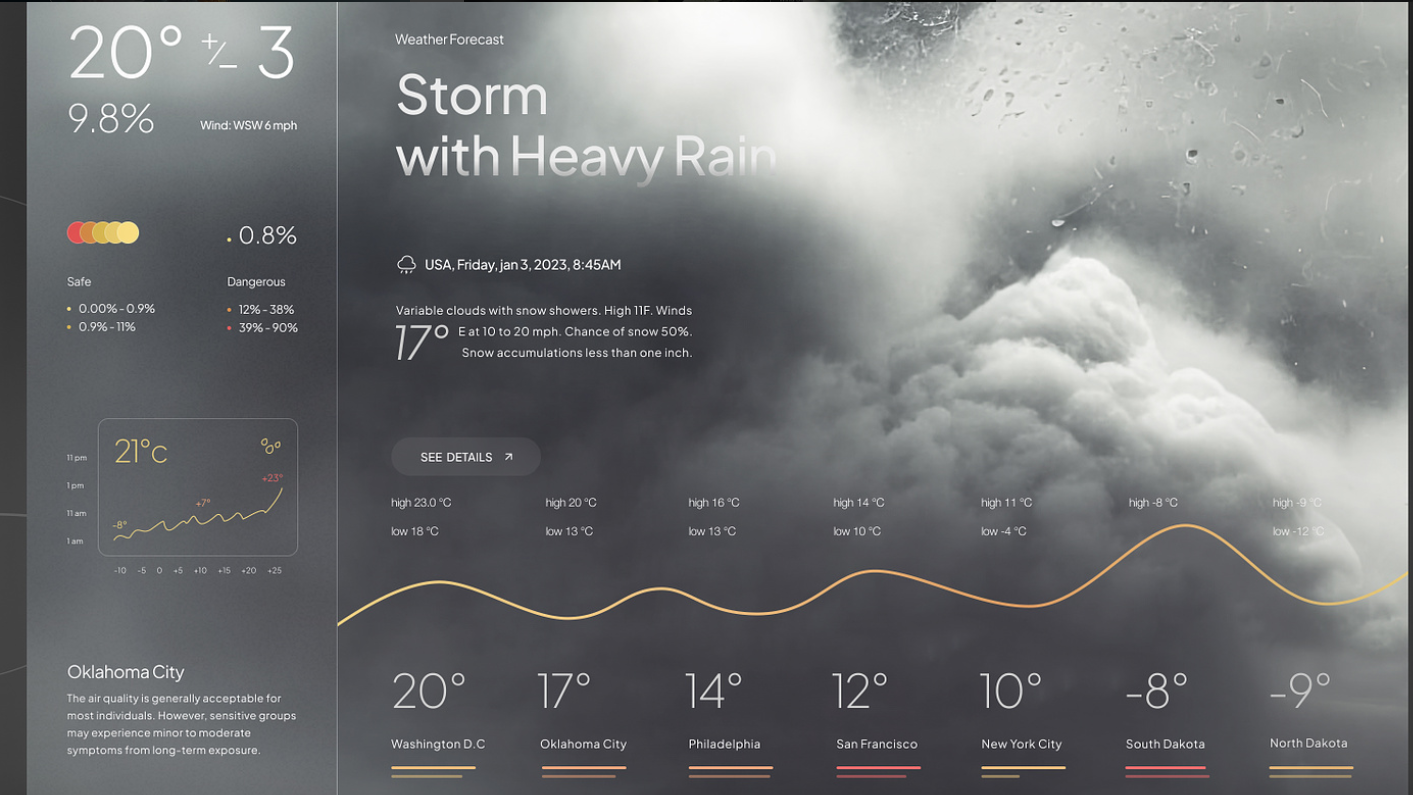 20° +/- 3
9.8%
Wind: WSW 6 mph
0.8%
Safe
0.00% - 0.9%
0.9% - 11%
Dangerous
12% - 38%
39% - 90%
21°c
11 pm
1 pm
11 am
1 am
+23°
+7°
-8°
-10 -5 0 +5 +10 +15 +20 +25
Oklahoma City
The air quality is generally acceptable for
most individuals. However, sensitive groups
may experience minor to moderate
symptoms from long-term exposure.
Weather Forecast
Storm
with Heavy Rain
USA, Friday, jan 3, 2023, 8:45AM
Variable clouds with snow showers. High 11F. Winds
17° E at 10 to 20 mph. Chance of snow 50%.
Snow accumulations less than one inch.
SEE DETAILS
high 23.0 °C
low 18 °C
high 20 °C
low 13 °C
high 16 °C
low 13 °C
high 14 °C
low 10 °C
high 11 °C
low -4 °C
high -8 °C
high -9 °C
low -12 °C
20°
Washington D.C
17°
Oklahoma City
14°
Philadelphia
12°
San Francisco
10°
New York City
-8°
South Dakota
-9°
North Dakota